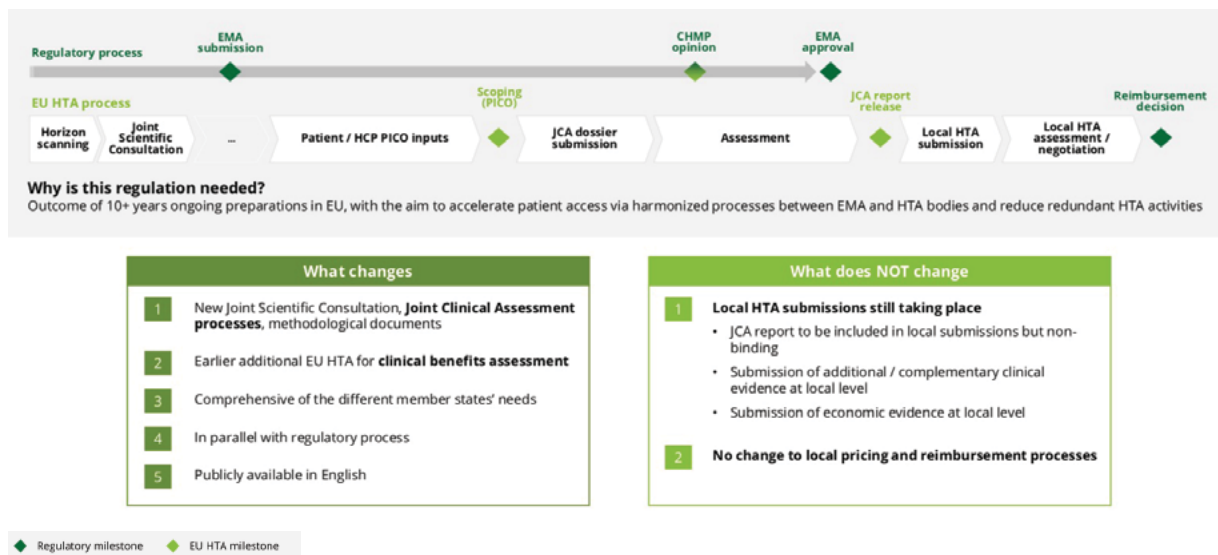 EMA
submission
CHMP
opinion
EMA
approval
Regulatory process
EU HTA process
Scoping
(PICO)
JCA report
release
Reimbursement
decision
Horizon
scanning
Joint
Scientific
Consultation
...
Patient / HCP PICO inputs
JCA dossier
submission
Assessment
Local HTA
submission
Local HTA
assessment /
negotiation
Why is this regulation needed?
Outcome of 10+ years ongoing preparations in EU, with the aim to accelerate patient access via harmonized processes between EMA and HTA bodies and reduce redundant HTA activities
What changes
1 New Joint Scientific Consultation, Joint Clinical Assessment
processes, methodological documents
2 Earlier additional EU HTA for clinical benefits assessment
3 Comprehensive of the different member states' needs
4 In parallel with regulatory process
5 Publicly available in English
What does NOT change
1 Local HTA submissions still taking place
• JCA report to be included in local submissions but non-
binding
• Submission of additional / complementary clinical
evidence at local level
• Submission of economic evidence at local level
2 No change to local pricing and reimbursement processes
Regulatory milestone
EU HTA milestone